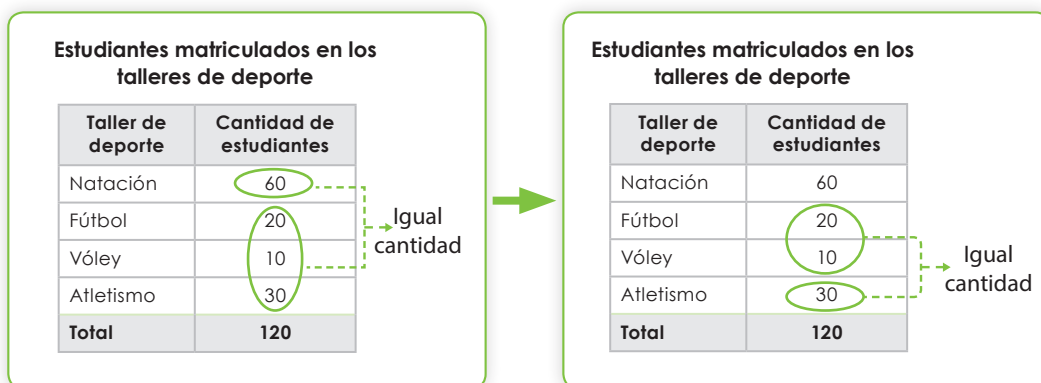 Estudiantes matriculados en los
talleres de deporte
Taller de
deporte
Cantidad de
estudiantes
Natación 60
Fútbol 20
Vóley 10
Atletismo 30
Total 120
Igual
cantidad
Estudiantes matriculados en los
talleres de deporte
Taller de
deporte
Cantidad de
estudiantes
Natación 60
Fútbol 20
Vóley 10
Atletismo 30
Total 120
Igual
cantidad